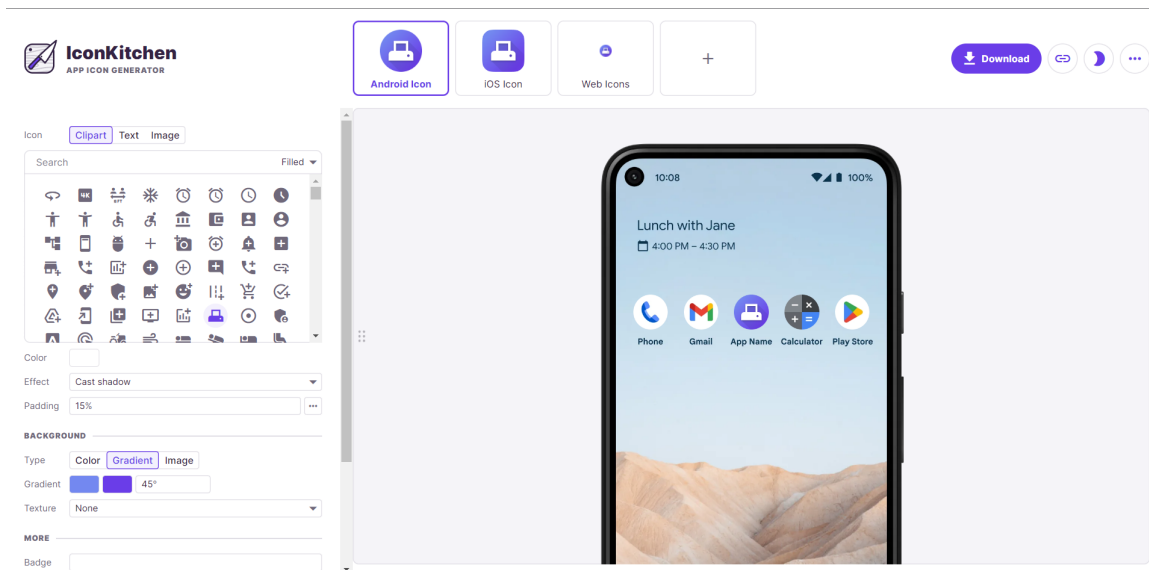 IconKitchen
APP ICON GENERATOR
Android Icon
iOS Icon
Web Icons
+
Download
Icon Clipart Text Image
Search Filled
4K
Color
Effect Cast shadow
Padding 15%
BACKGROUND
Type Color Gradient Image
Gradient 45°
Texture None
MORE
Badge
10:08 100%
Lunch with Jane
4:00 PM – 4:30 PM
Phone Gmail App Name Calculator Play Store